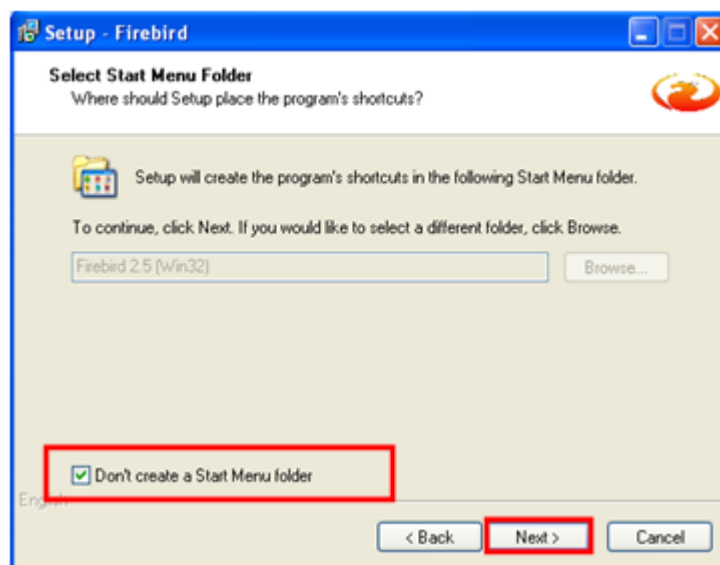 Setup - Firebird
Select Start Menu Folder
Where should Setup place the program's shortcuts?
Setup will create the program's shortcuts in the following Start Menu folder.
To continue, click Next. If you would like to select a different folder, click Browse.
Firebird 2.5 (Win32)
Browse...
Don't create a Start Menu folder
English
< Back
Next >
Cancel